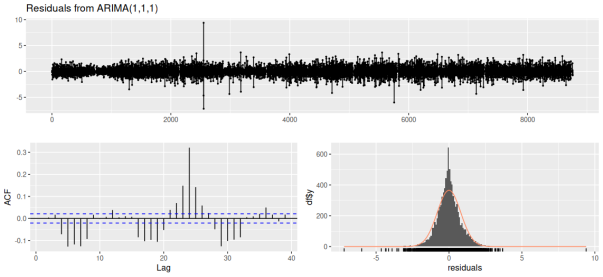 Residuals from ARIMA(1,1,1)
10
5
0
-5
0 2000 4000 6000 8000
0.3
0.2
0.1
0.0
-0.1
ACF
0 10 20 30 40
Lag
600
400
200
0
df$y
-5 0 5 10
residuals